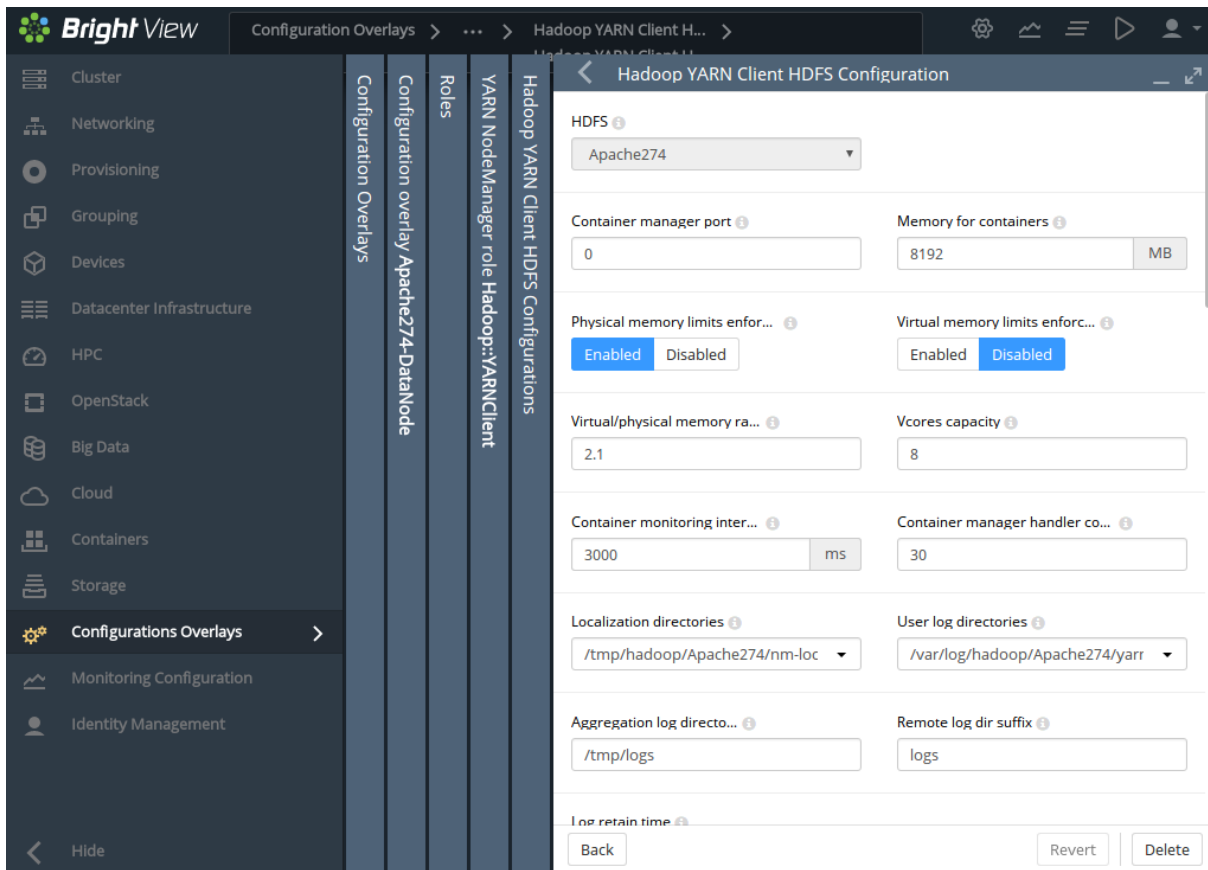 Bright View
Configuration Overlays > ... > Hadoop YARN Client H... >
Hadoop YARN Client H...
Cluster
Networking
Provisioning
Grouping
Devices
Datacenter Infrastructure
HPC
OpenStack
Big Data
Cloud
Containers
Storage
Configurations Overlays
Monitoring Configuration
Identity Management
Hide
Configuration Overlays
Configuration overlay Apache274-DataNode
Roles
YARN NodeManager role Hadoop::YARNClient
Hadoop YARN Client HDFS Configurations
Hadoop YARN Client HDFS Configuration
HDFS
Apache274
Container manager port
0
Memory for containers
8192 MB
Physical memory limits enfor...
Enabled Disabled
Virtual memory limits enforc...
Enabled Disabled
Virtual/physical memory ra...
2.1
Vcores capacity
8
Container monitoring inter...
3000 ms
Container manager handler co...
30
Localization directories
/tmp/hadoop/Apache274/nm-loc
User log directories
/var/log/hadoop/Apache274/yarr
Aggregation log directo...
/tmp/logs
Remote log dir suffix
logs
Log retain time
Back
Revert
Delete